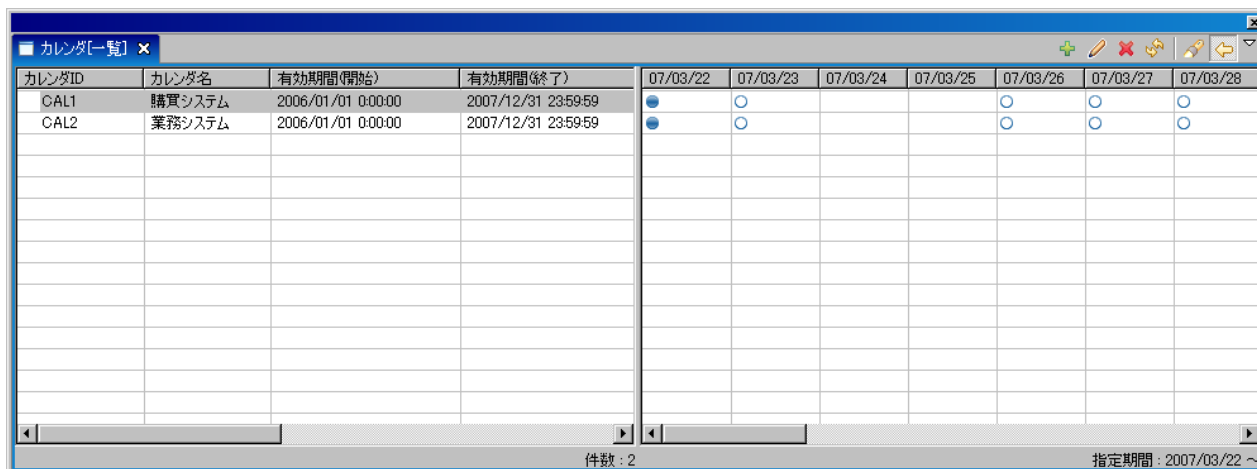 カレンダ[一覧]
カレンダID カレンダ名 有効期間(開始) 有効期間(終了) 07/03/22 07/03/23 07/03/24 07/03/25 07/03/26 07/03/27 07/03/28
CAL1 購買システム 2006/01/01 0:00:00 2007/12/31 23:59:59
CAL2 業務システム 2006/01/01 0:00:00 2007/12/31 23:59:59
件数 : 2 指定期間 : 2007/03/22 ～